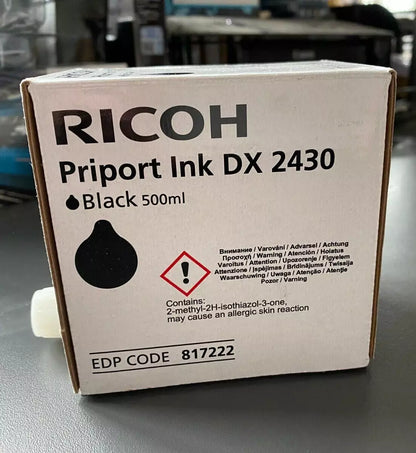 RICOH
Priport Ink DX 2430
Black 500ml
Внимание / Varování / Advarsel / Achtung
Προσοχή / Warning / Atención / Hoiatus
Varoitus / Attention / Upozorenje / Figyelem
Attenzione / Įspėjimas / Brīdinājums / Twissija
Waarschuwing / Uwaga / Atenção / Atenţie
Pozor / Varning
Contains:
2-methyl-2H-isothiazol-3-one,
may cause an allergic skin reaction
EDP CODE 817222